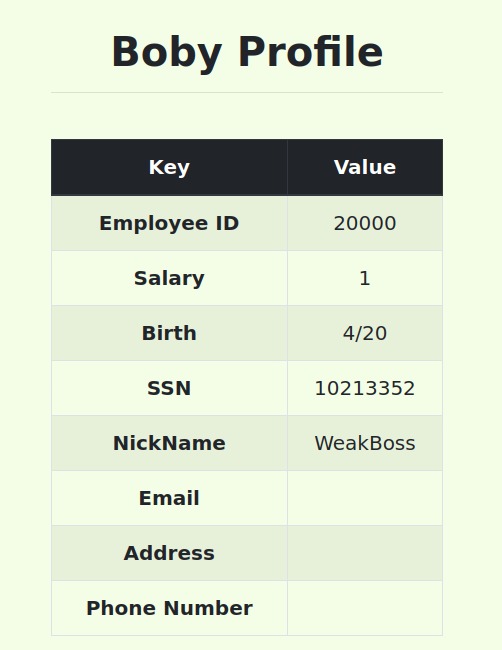 Boby Profile
Key Value
Employee ID 20000
Salary 1
Birth 4/20
SSN 10213352
NickName WeakBoss
Email
Address
Phone Number